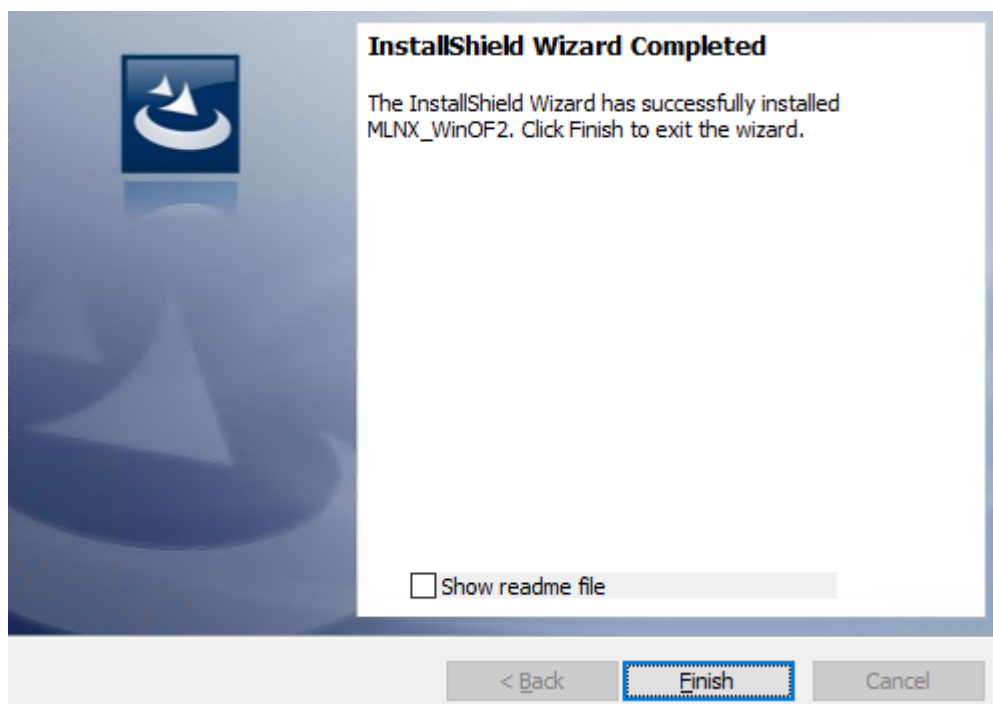 InstallShield Wizard Completed
The InstallShield Wizard has successfully installed
MLNX_WinOF2. Click Finish to exit the wizard.
Show readme file
< Back
Finish
Cancel